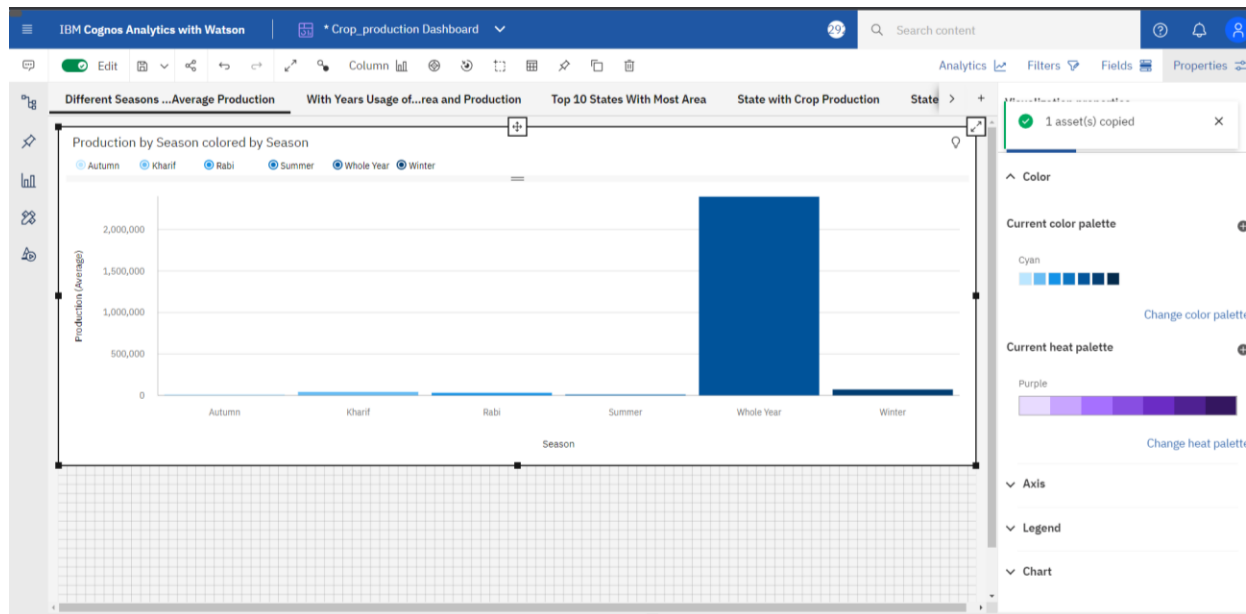 IBM Cognos Analytics with Watson
* Crop_production Dashboard
Search content
Edit
Column
Analytics
Filters
Fields
Properties
Different Seasons ...Average Production
With Years Usage of...rea and Production
Top 10 States With Most Area
State with Crop Production
State
1 asset(s) copied
Production by Season colored by Season
Autumn Kharif Rabi Summer Whole Year Winter
Production (Average)
2,000,000
1,500,000
1,000,000
500,000
0
Autumn Kharif Rabi Summer Whole Year Winter
Season
Color
Current color palette
Cyan
Change color palette
Current heat palette
Purple
Change heat palette
Axis
Legend
Chart